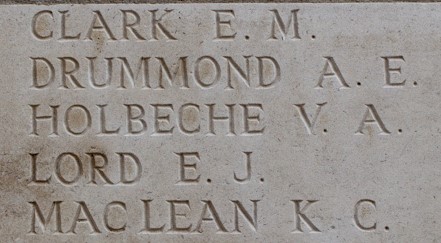 CLARK E. M.
DRUMMOND A. E.
HOLBECHE V. A.
LORD E. J.
MACLEAN K. C.